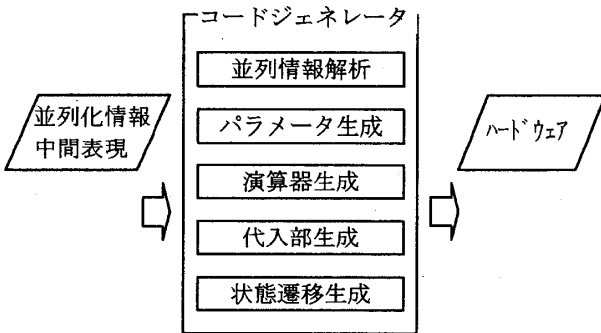 コードジェネレータ
並列情報解析
並列化情報
中間表現
パラメータ生成
ﾊｰﾄﾞｳｪｱ
演算器生成
代入部生成
状態遷移生成